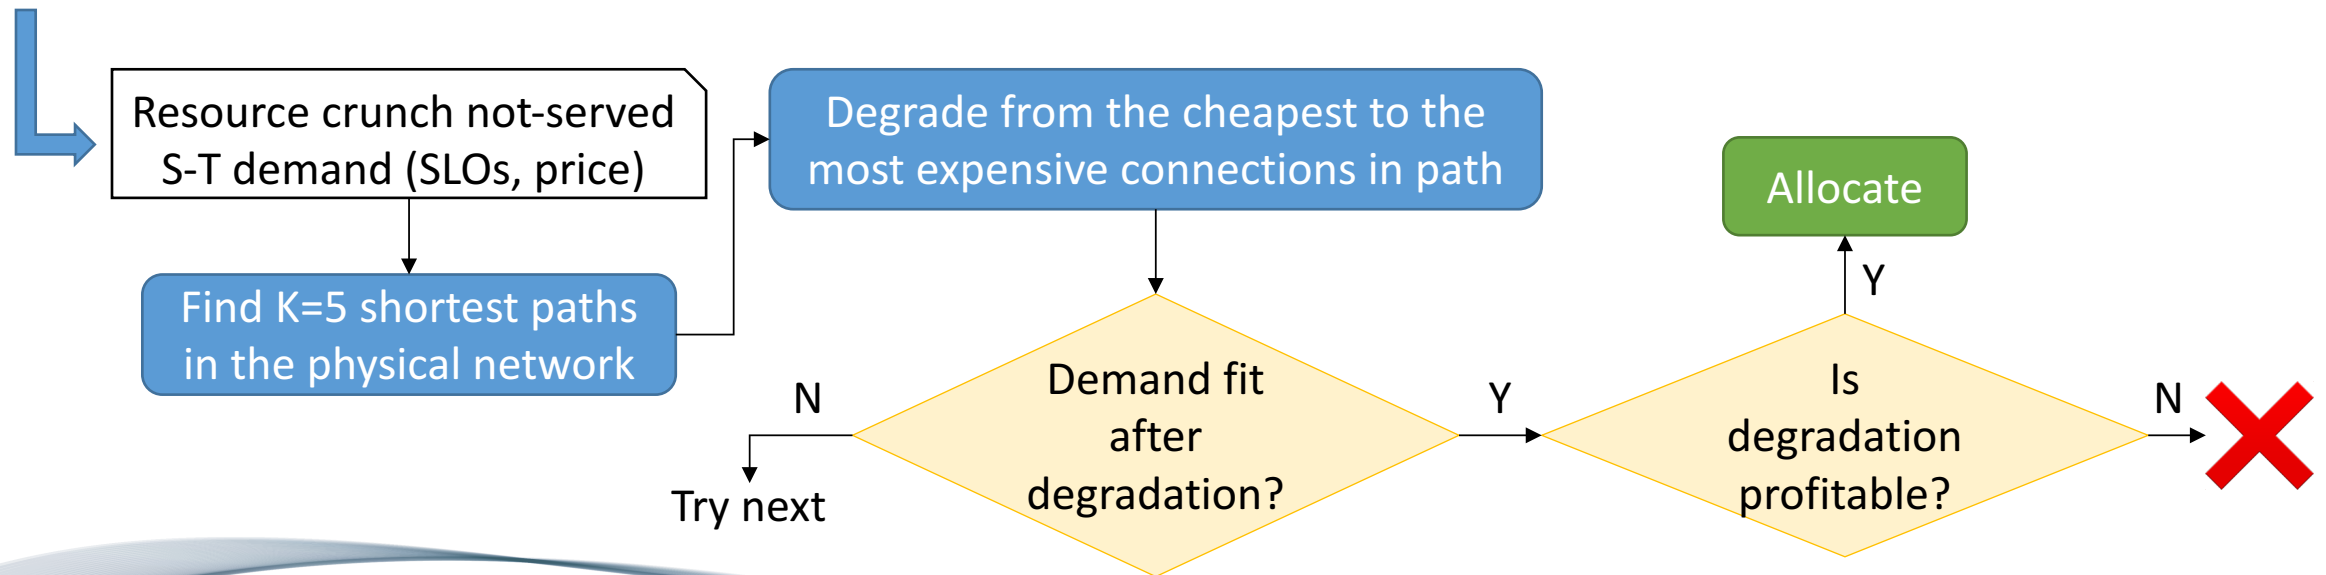 Resource crunch not-served
S-T demand (SLOs, price)
Find K=5 shortest paths
in the physical network
Degrade from the cheapest to the
most expensive connections in path
Demand fit
after
degradation?
N
Try next
Y
Is
degradation
profitable?
Y
Allocate
N